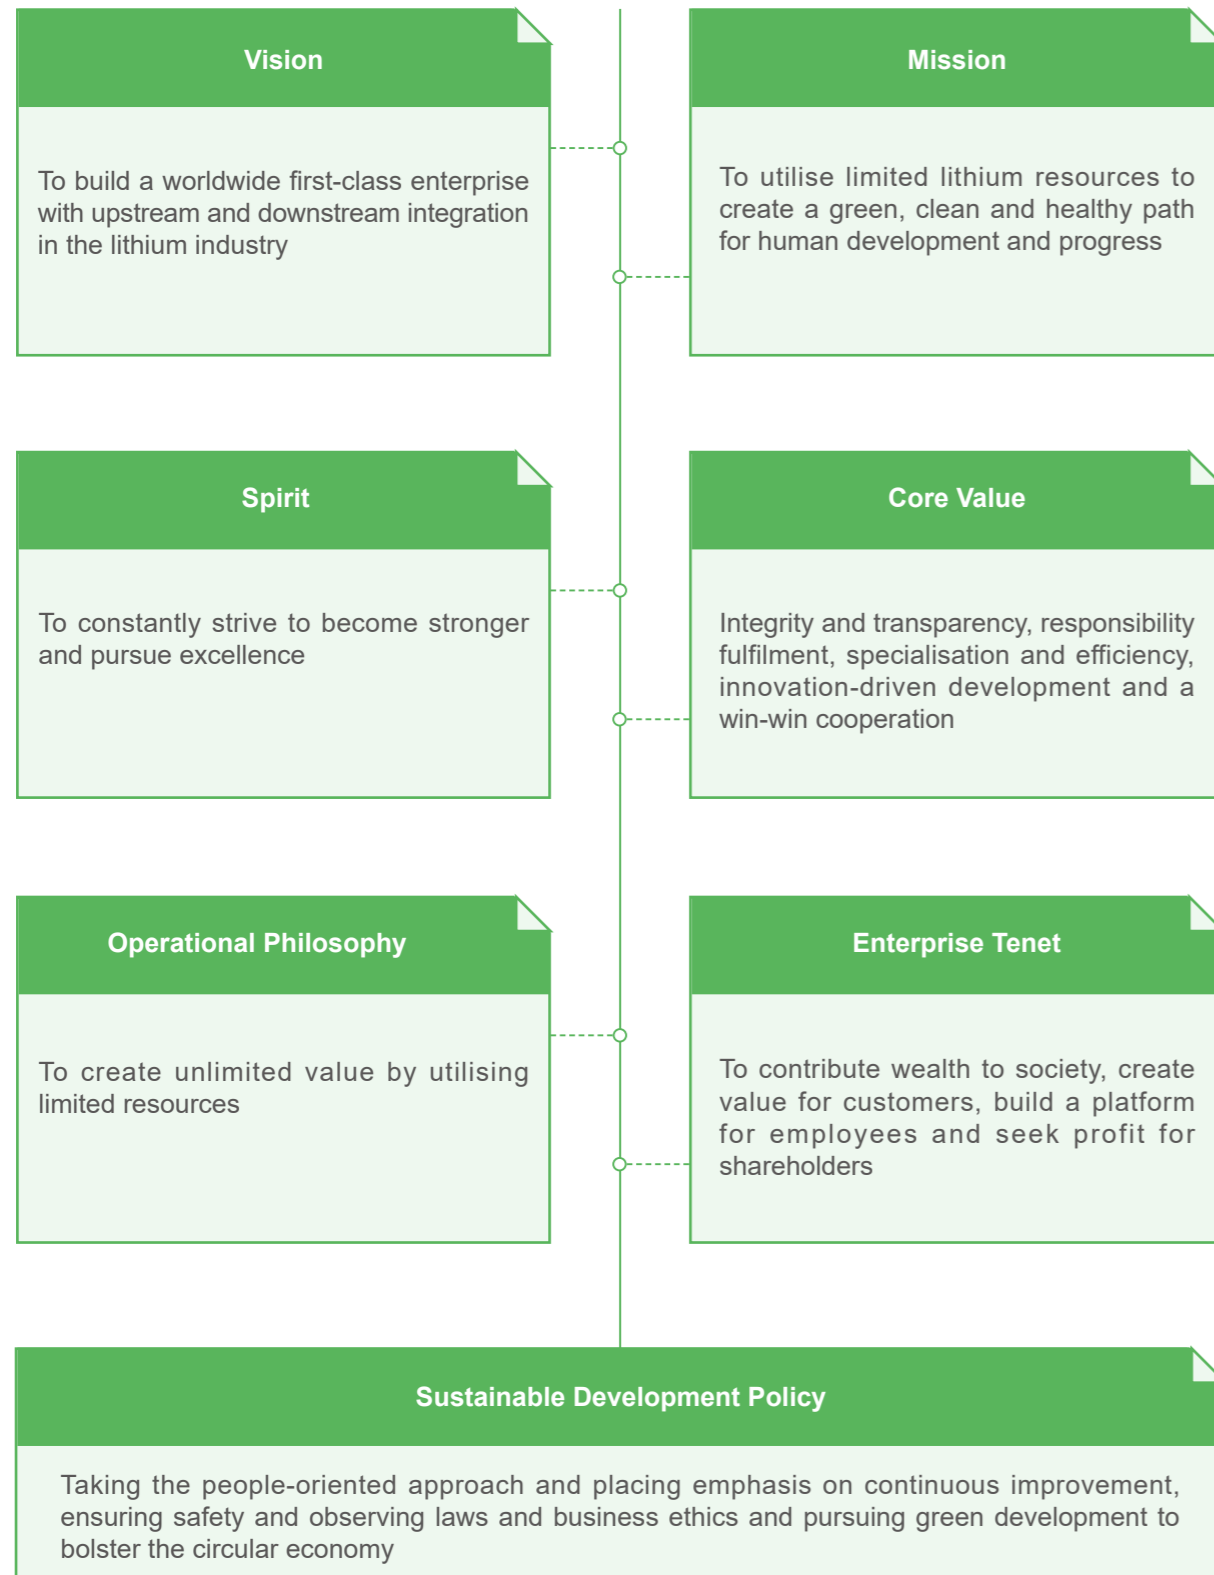 Vision
To build a worldwide first-class enterprise
with upstream and downstream integration
in the lithium industry
Mission
To utilise limited lithium resources to
create a green, clean and healthy path
for human development and progress
Spirit
To constantly strive to become stronger
and pursue excellence
Core Value
Integrity and transparency, responsibility
fulfilment, specialisation and efficiency,
innovation-driven development and a
win-win cooperation
Operational Philosophy
To create unlimited value by utilising
limited resources
Enterprise Tenet
To contribute wealth to society, create
value for customers, build a platform
for employees and seek profit for
shareholders
Sustainable Development Policy
Taking the people-oriented approach and placing emphasis on continuous improvement,
ensuring safety and observing laws and business ethics and pursuing green development to
bolster the circular economy